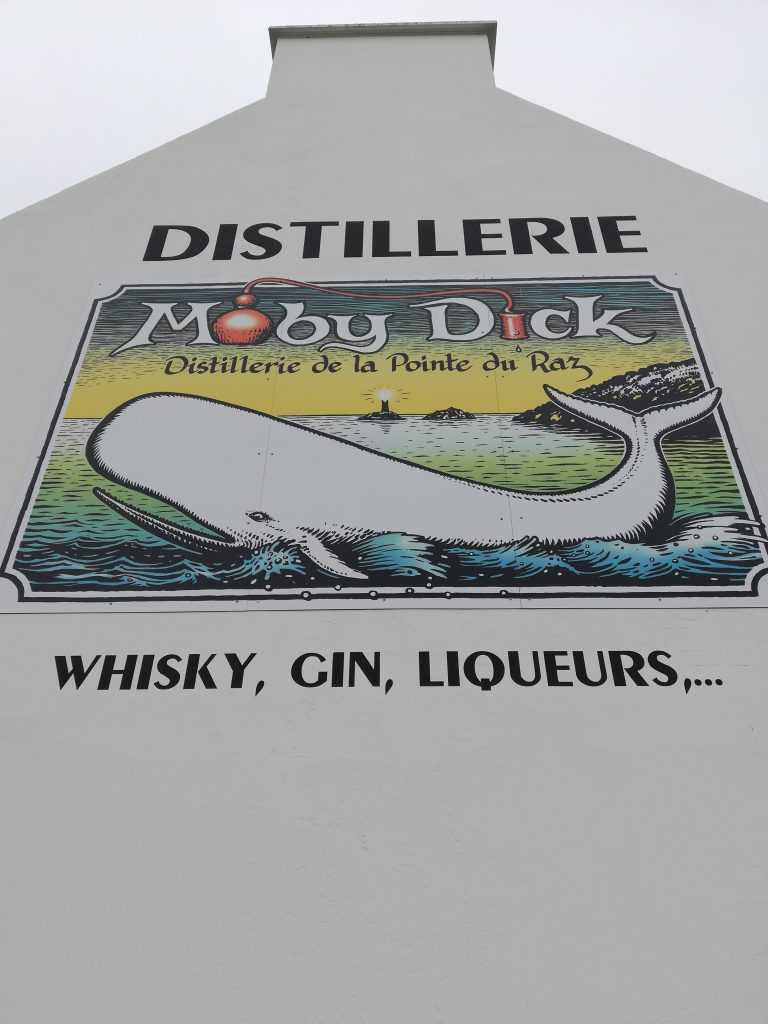 DISTILLERIE
Moby Dick
Distillerie de la Pointe du Raz
WHISKY, GIN, LIQUEURS,...